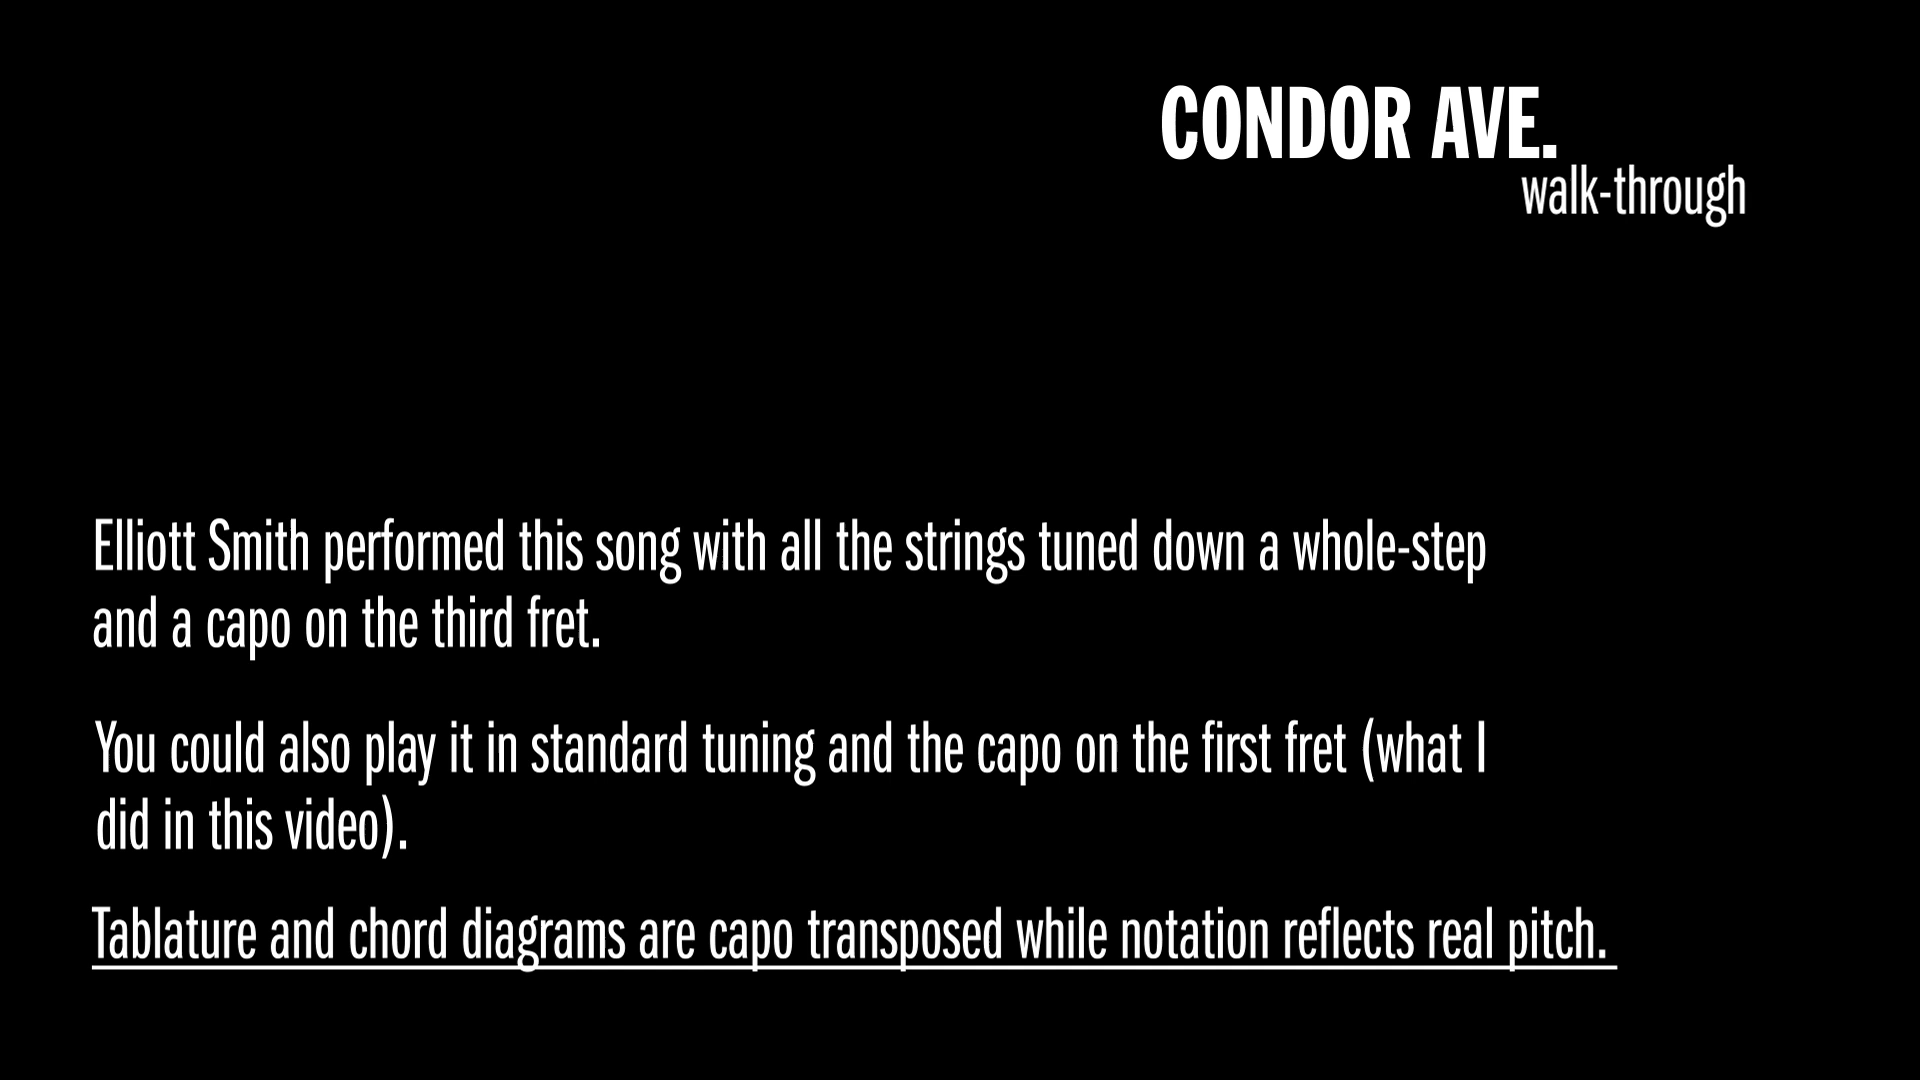 CONDOR AVE.
walk-through
Elliott Smith performed this song with all the strings tuned down a whole-step
and a capo on the third fret.
You could also play it in standard tuning and the capo on the first fret (what I
did in this video).
Tablature and chord diagrams are capo transposed while notation reflects real pitch.